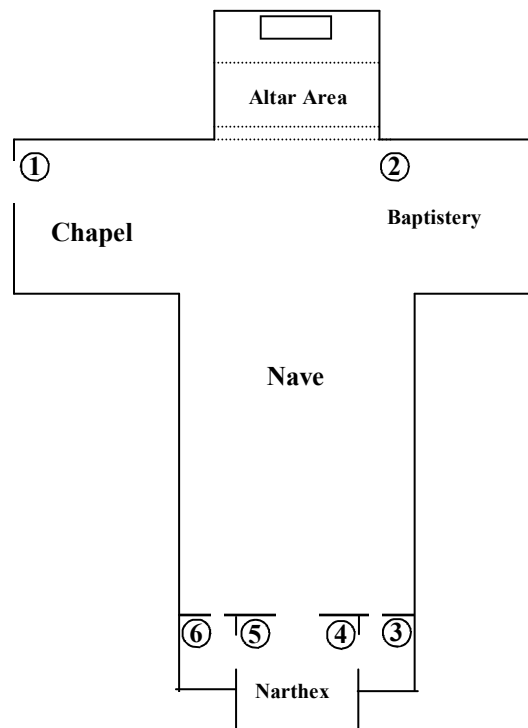 Altar Area
① ②
Chapel Baptistery
Nave
⑥ ⑤ ④ ③
Narthex